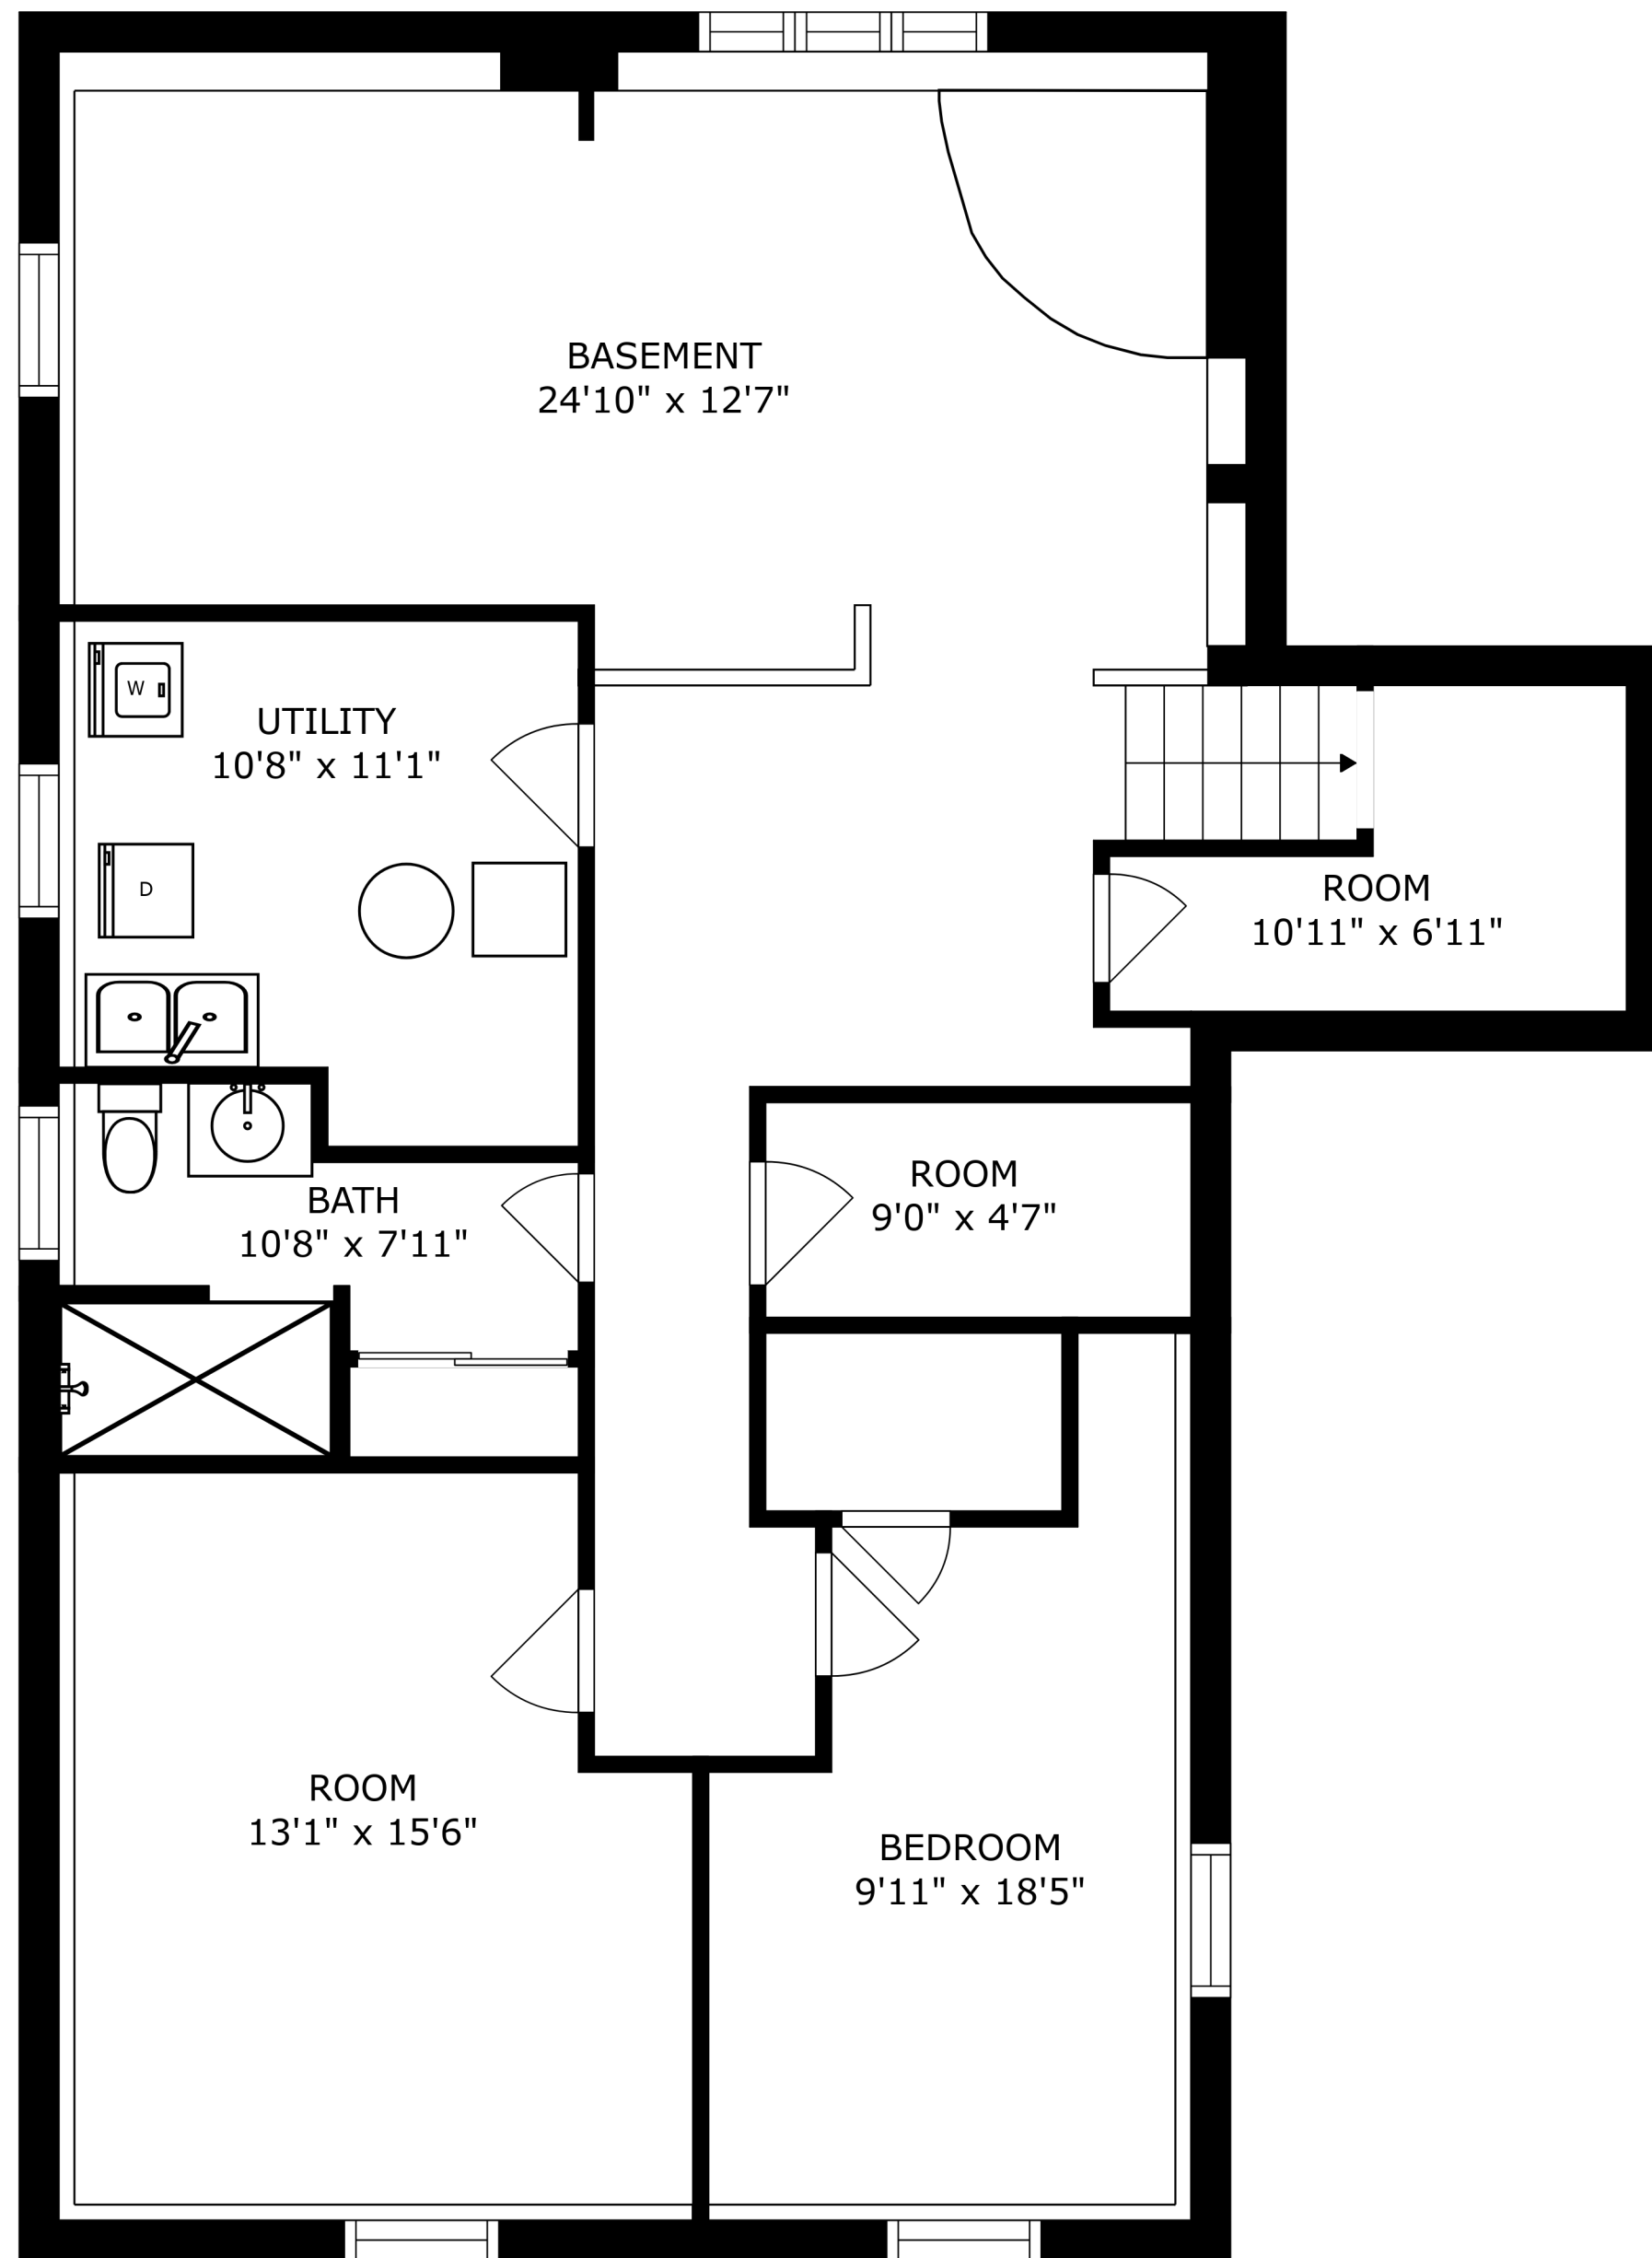 BASEMENT
24'10" x 12'7"
W
UTILITY
10'8" x 11'1"
D
ROOM
10'11" x 6'11"
ROOM
9'0" x 4'7"
BATH
10'8" x 7'11"
ROOM
13'1" x 15'6"
BEDROOM
9'11" x 18'5"